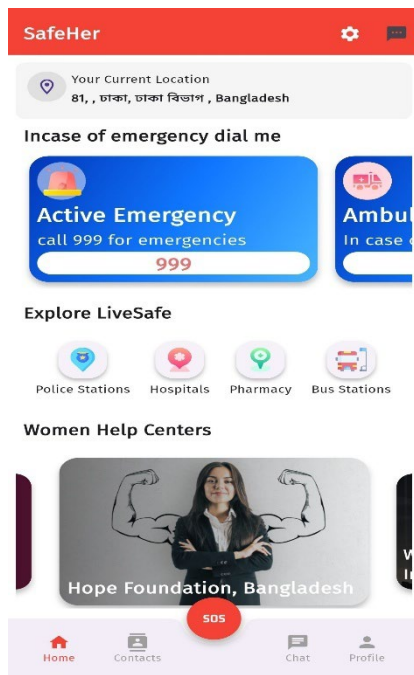 SafeHer
Your Current Location
81, , ঢাকা, ঢাকা বিভাগ , Bangladesh
Incase of emergency dial me
Active Emergency
call 999 for emergencies
999
Ambul
In case
Explore LiveSafe
Police Stations
Hospitals
Pharmacy
Bus Stations
Women Help Centers
Hope Foundation, Bangladesh
SOS
Home
Contacts
Chat
Profile